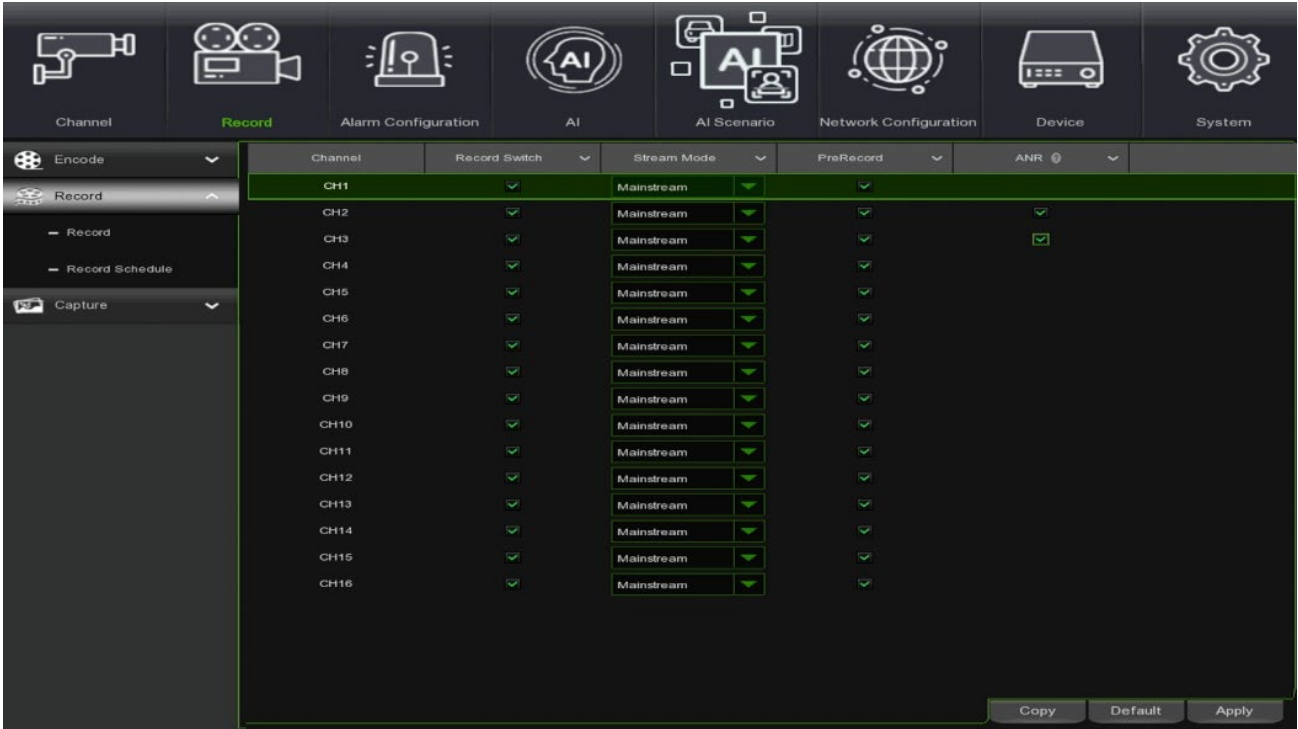 Channel Record Alarm Configuration AI AI Scenario Network Configuration Device System
Encode
Record
Record
Record Schedule
Capture
Channel Record Switch Stream Mode PreRecord ANR
CH1 Mainstream
CH2 Mainstream
CH3 Mainstream
CH4 Mainstream
CH5 Mainstream
CH6 Mainstream
CH7 Mainstream
CH8 Mainstream
CH9 Mainstream
CH10 Mainstream
CH11 Mainstream
CH12 Mainstream
CH13 Mainstream
CH14 Mainstream
CH15 Mainstream
CH16 Mainstream
Copy Default Apply